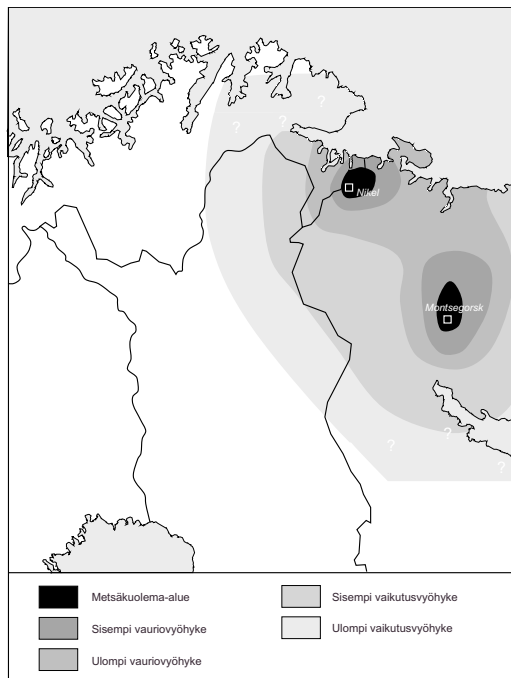 ?
? ?
Nikel
Montsegorsk
?
?
?
Metsäkuolema-alue
Sisempi vauriovyöhyke
Ulompi vauriovyöhyke
Sisempi vaikutusvyöhyke
Ulompi vaikutusvyöhyke